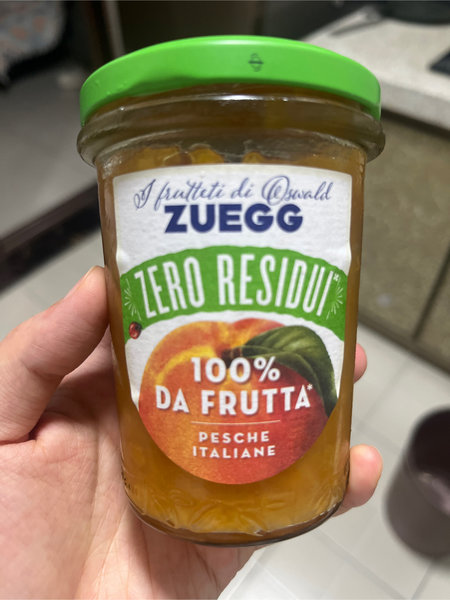 I frutteti di Oswald
ZUEGG
ZERO RESIDUI**
100%
DA FRUTTA*
PESCHE
ITALIANE